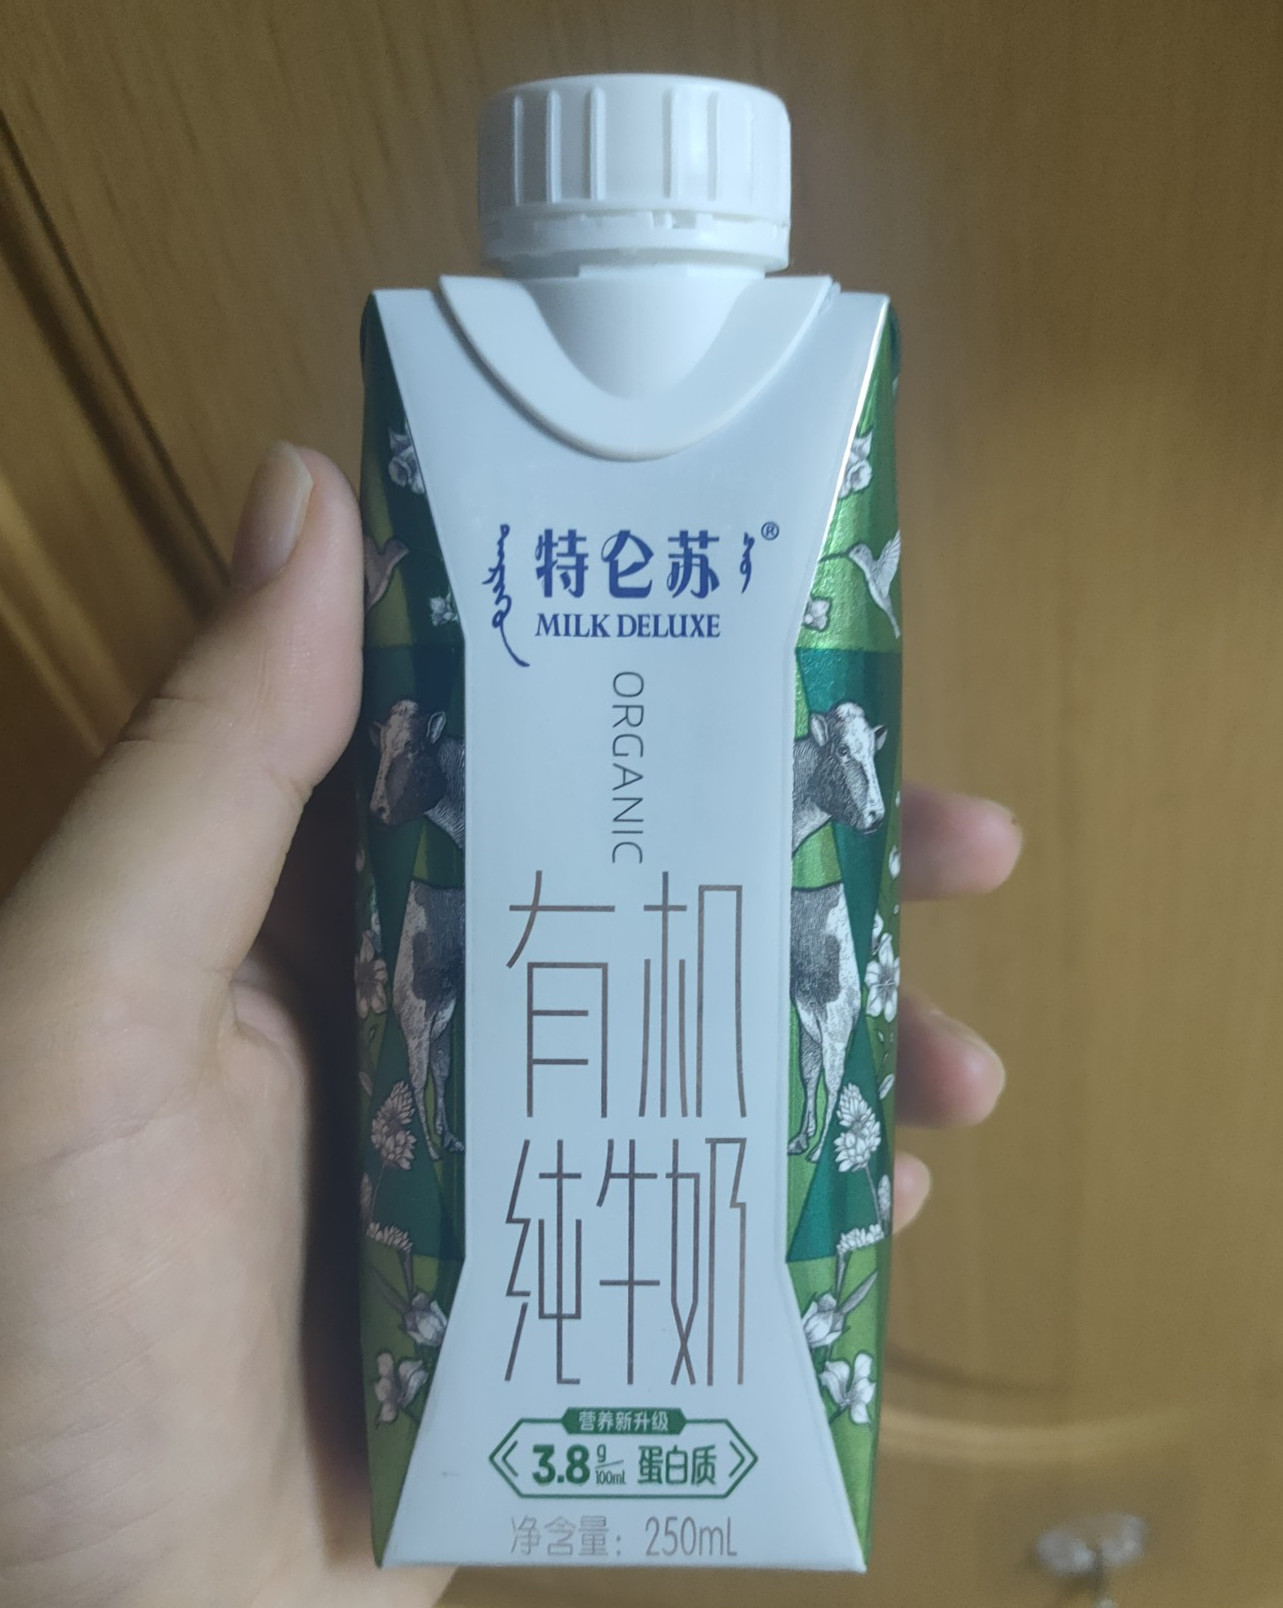 特仑苏®
MILK DELUXE
ORGANIC
有机
纯牛奶
营养新升级
3.8g/100ml 蛋白质
净含量：250mL